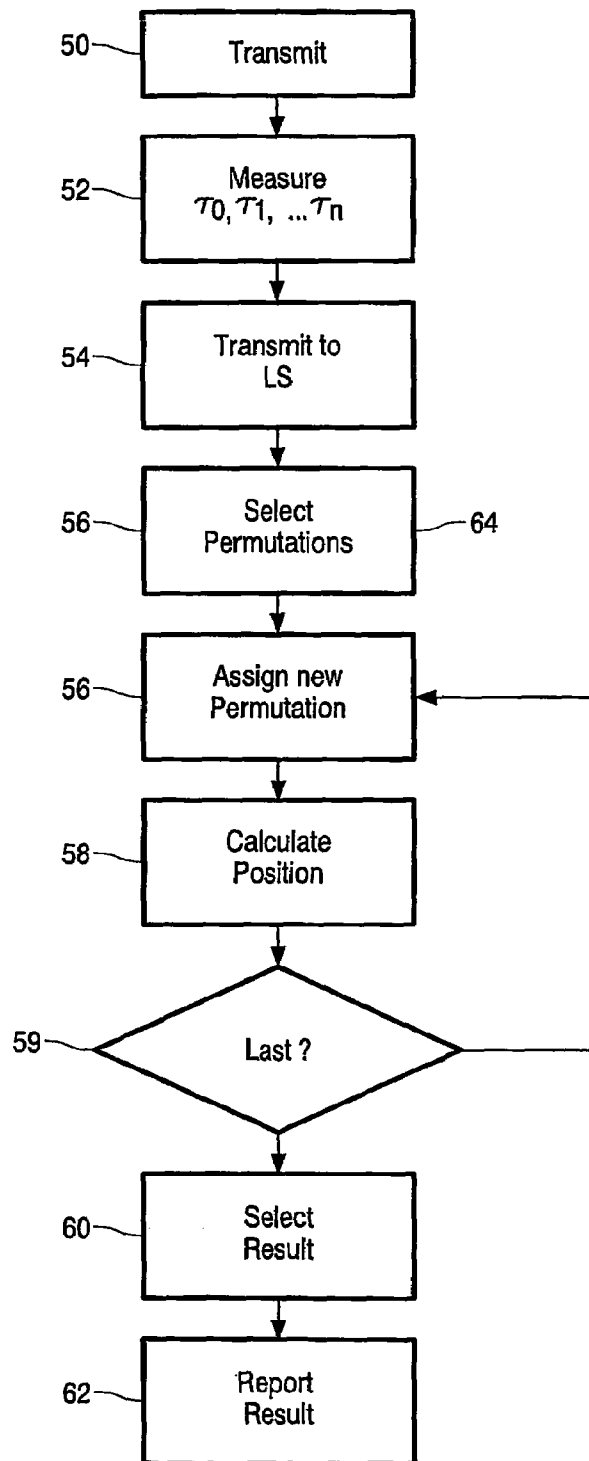 50
Transmit
52
Measure
τ0, τ1, ...τn
54
Transmit to
LS
56
Select
Permutations
64
56
Assign new
Permutation
58
Calculate
Position
59
Last ?
60
Select
Result
62
Report
Result